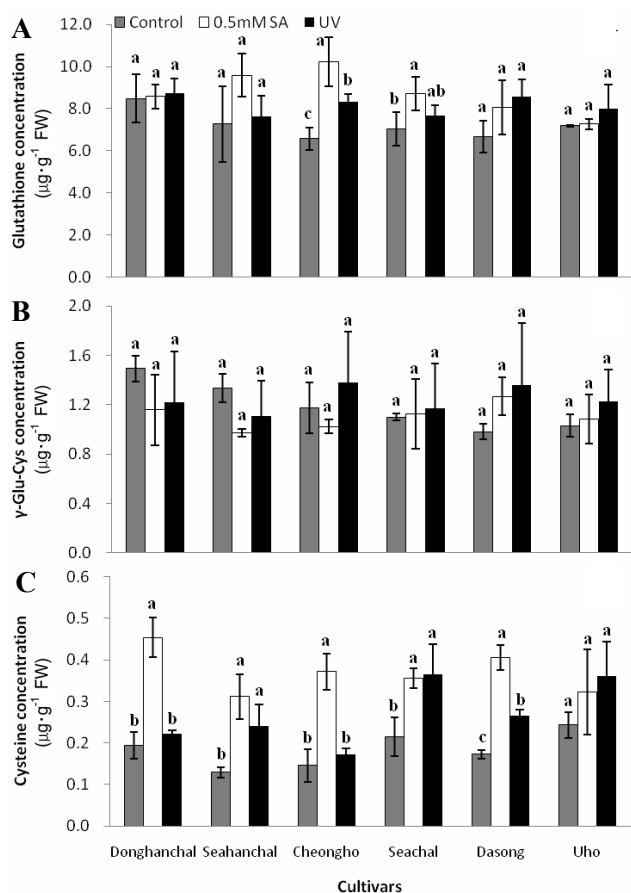 A
Control 0.5mM SA UV
Glutathione concentration
(µg·g⁻¹ FW)
12.0
10.0
8.0
6.0
4.0
2.0
0.0
a a a a a a c a b b a ab a a a a a a
B
γ-Glu-Cys concentration
(µg·g⁻¹ FW)
2.0
1.6
1.2
0.8
0.4
0.0
a a a a a a a a a a a a a a a a a a
C
Cysteine concentration
(µg·g⁻¹ FW)
0.6
0.5
0.4
0.3
0.2
0.1
0.0
b a b b a a b a b b a a c a b a a a
Donghanchal Seahanchal Cheongho Seachal Dasong Uho
Cultivars